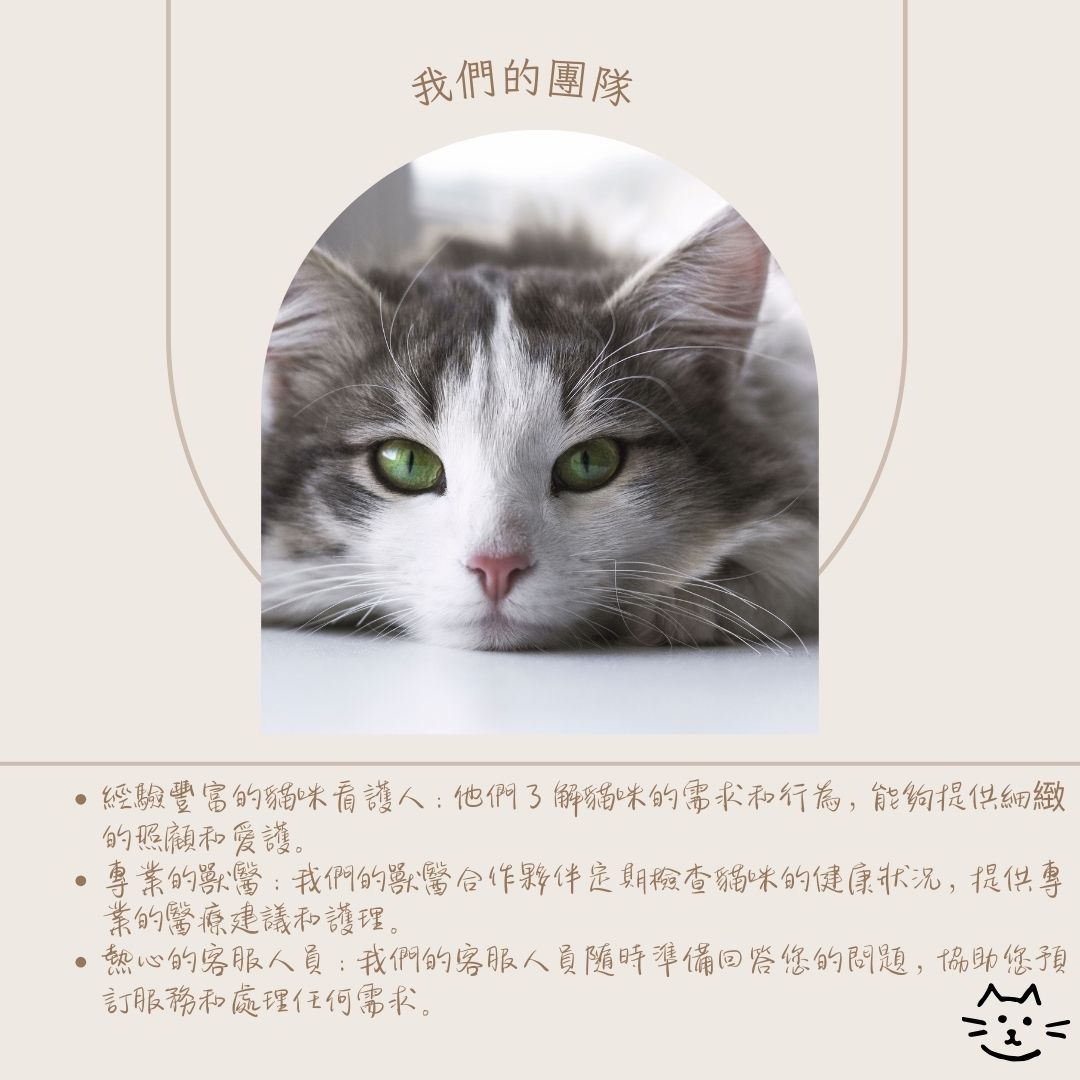 我們的團隊
經驗豐富的貓咪看護人：他們了解貓咪的需求和行為，能夠提供細緻
的照顧和愛護。
專業的獸醫：我們的獸醫合作夥伴定期檢查貓咪的健康狀況，提供專
業的醫療建議和護理。
熱心的客服人員：我們的客服人員隨時準備回答您的問題，協助您預
訂服務和處理任何需求。